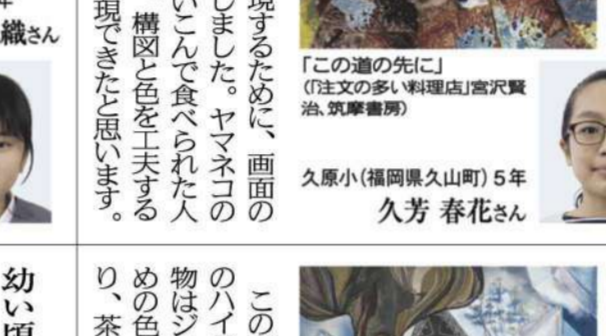 「この道の先に」
(「注文の多い料理店」宮沢賢
治、筑摩書房)
久原小(福岡県久山町)5年
久芳 春花さん
現するために、画面の
しました。ヤマネコの
いこんで食べられた人
構図と色を工夫する
現できたと思います。
織さん
この
のハイ
物はジ
めの色
り、茶
幼い頃